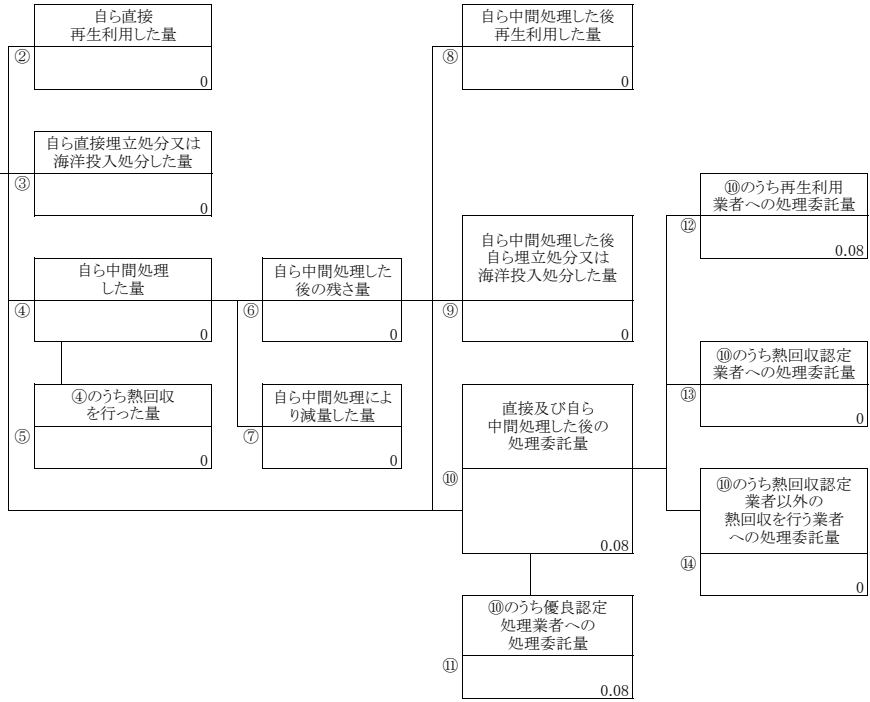 自ら直接
再生利用した量
②
0
自ら直接埋立処分又は
海洋投入処分した量
③
0
自ら中間処理
した量
④
0
④のうち熱回収
を行った量
⑤
0
自ら中間処理した
後の残さ量
⑥
0
自ら中間処理によ
り減量した量
⑦
0
自ら中間処理した後
再生利用した量
⑧
0
自ら中間処理した後
自ら埋立処分又は
海洋投入処分した量
⑨
0
直接及び自ら
中間処理した後の
処理委託量
⑩
0.08
⑩のうち優良認定
処理業者への
処理委託量
⑪
0.08
⑩のうち再生利用
業者への処理委託量
⑫
0.08
⑩のうち熱回収認定
業者への処理委託量
⑬
0
⑩のうち熱回収認定
業者以外の
熱回収を行う業者
への処理委託量
⑭
0